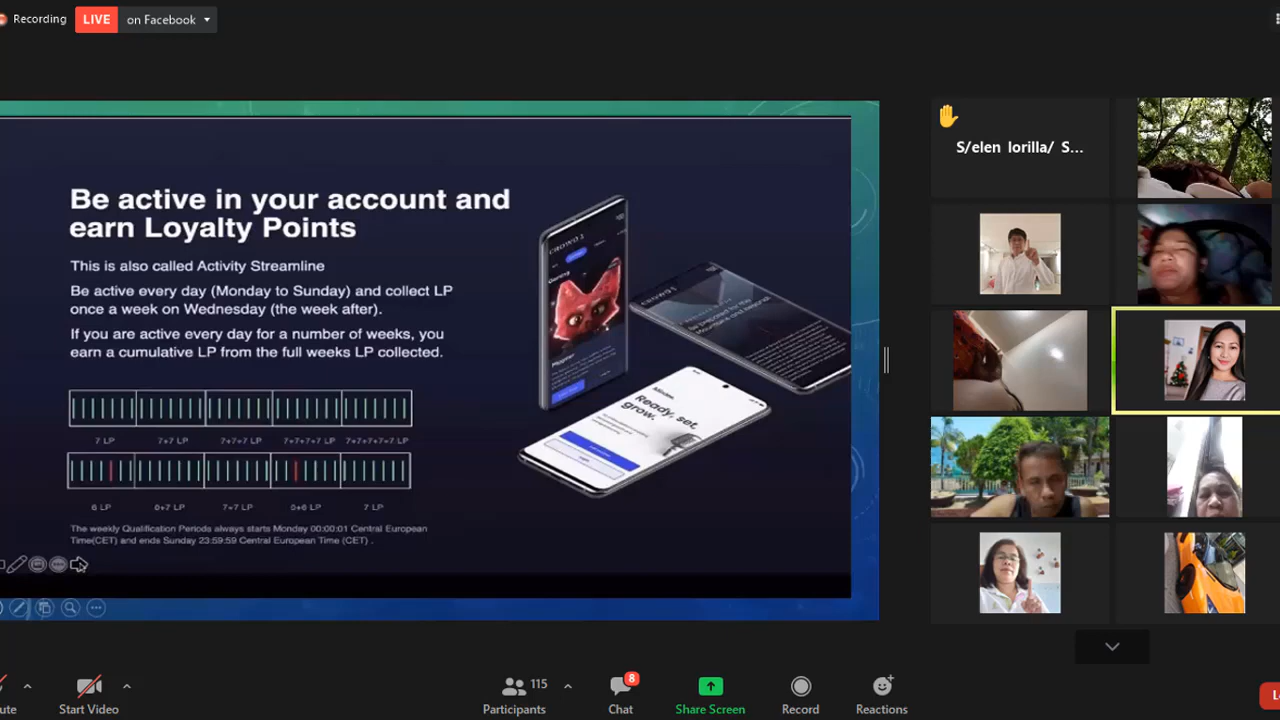 Recording
LIVE
on Facebook
Be active in your account and
earn Loyalty Points
This is also called Activity Streamline
Be active every day (Monday to Sunday) and collect LP
once a week on Wednesday (the week after).
If you are active every day for a number of weeks, you
earn a cumulative LP from the full weeks LP collected.
7 LP 7+7 LP 7+7+7 LP 7+7+7+7 LP 7+7+7+7+7 LP
6 LP 0+7 LP 7+7 LP 0+6 LP 7 LP
The weekly Qualification Periods always starts Monday 00:00:01 Central European
Time(CET) and ends Sunday 23:59:59 Central European Time (CET) .
CROWD1
CROWD1
Ready, set,
grow.
S/elen lorilla/ S...
ute
Start Video
115
Participants
8
Chat
Share Screen
Record
Reactions